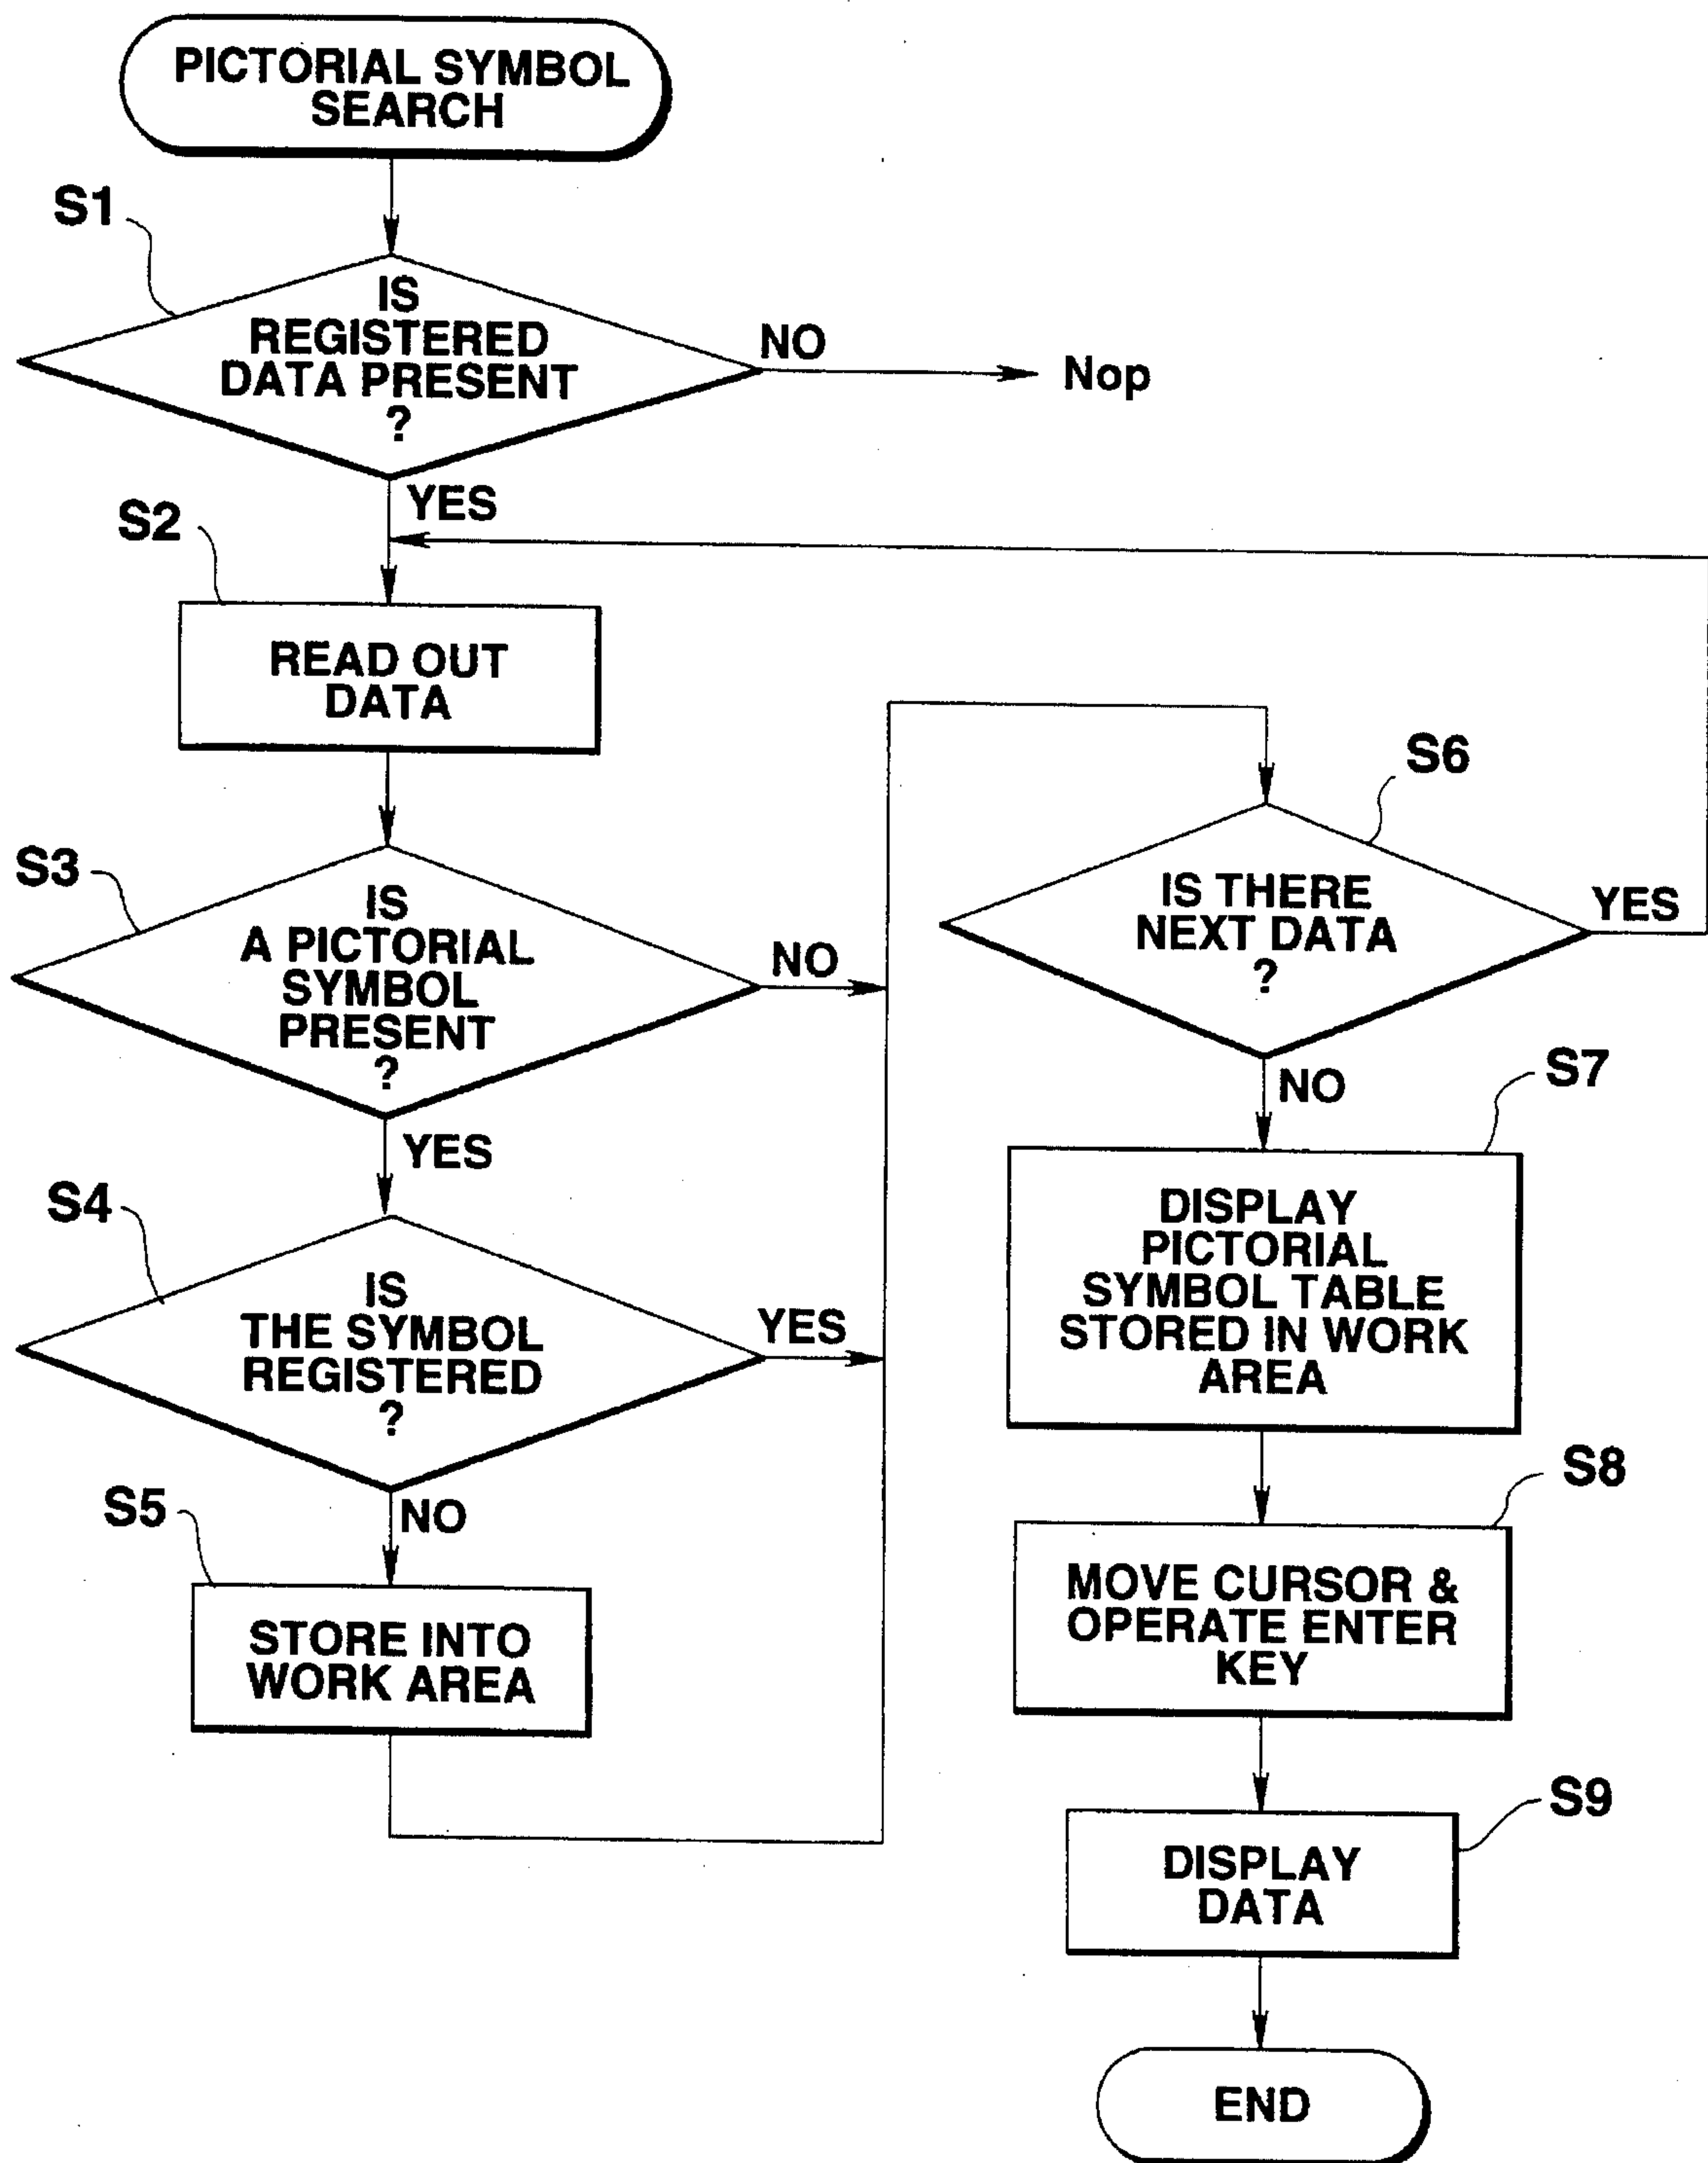 PICTORIAL SYMBOL
SEARCH
S1
IS
REGISTERED
DATA PRESENT
?
NO
Nop
YES
S2
READ OUT
DATA
S3
IS
A PICTORIAL
SYMBOL
PRESENT
?
NO
YES
S4
IS
THE SYMBOL
REGISTERED
?
YES
NO
S5
STORE INTO
WORK AREA
S6
IS THERE
NEXT DATA
?
YES
NO
S7
DISPLAY
PICTORIAL
SYMBOL TABLE
STORED IN WORK
AREA
S8
MOVE CURSOR &
OPERATE ENTER
KEY
S9
DISPLAY
DATA
END